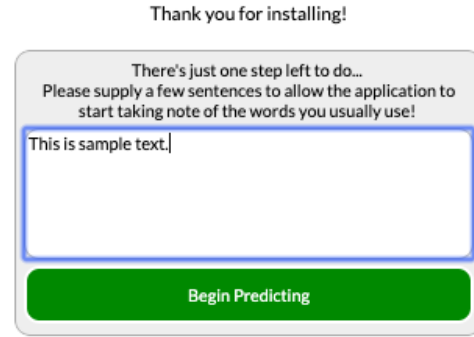 Thank you for installing!
There's just one step left to do...
Please supply a few sentences to allow the application to
start taking note of the words you usually use!
This is sample text.
Begin Predicting